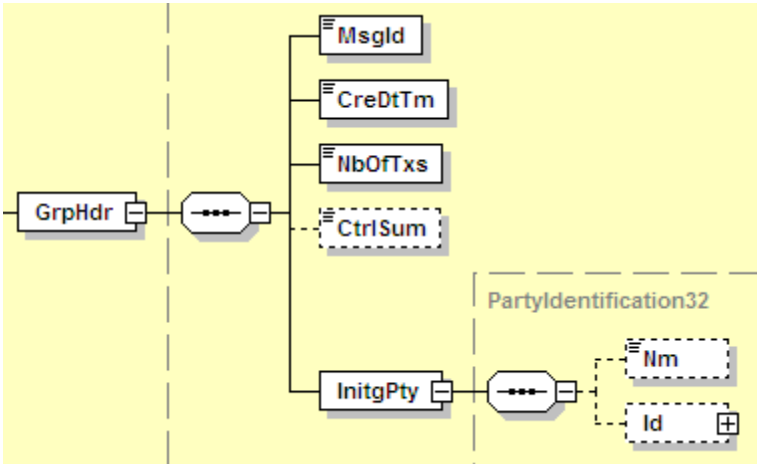 MsgId
CreDtTm
NbOfTxs
GrpHdr
CtrlSum
PartyIdentification32
Nm
InitgPty
Id